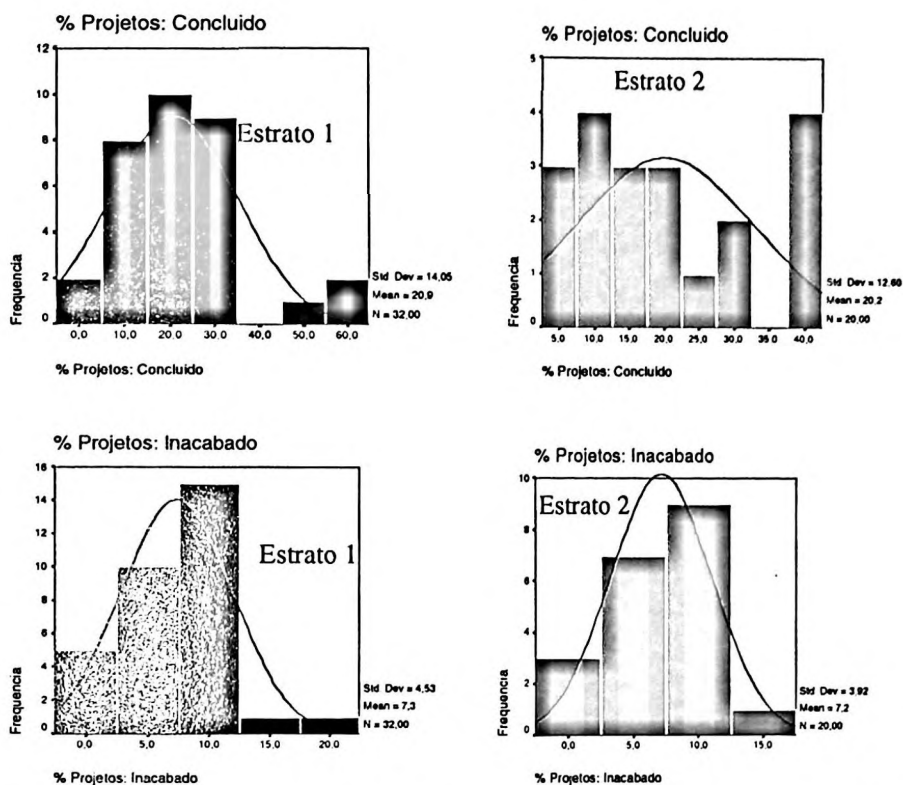 % Projetos: Concluido
12
10
8
6
4
2
0
Frequencia
Estrato 1
Std Dev = 14,05
Mean = 20,9
N = 32,00
0,0 10,0 20,0 30,0 40,0 50,0 60,0
% Projetos: Concluido
% Projetos: Concluido
5
4
3
2
1
0
Frequencia
Estrato 2
Std Dev = 12,60
Mean = 20,2
N = 20,00
5,0 10,0 15,0 20,0 25,0 30,0 35,0 40,0
% Projetos: Concluido
% Projetos: Inacabado
16
14
12
10
8
6
4
2
0
Frequencia
Estrato 1
Std Dev = 4,53
Mean = 7,3
N = 32,00
0,0 5,0 10,0 15,0 20,0
% Projetos: Inacabado
% Projetos: Inacabado
10
8
6
4
2
0
Frequencia
Estrato 2
Std Dev = 3,92
Mean = 7,2
N = 20,00
0,0 5,0 10,0 15,0
% Projetos: Inacabado